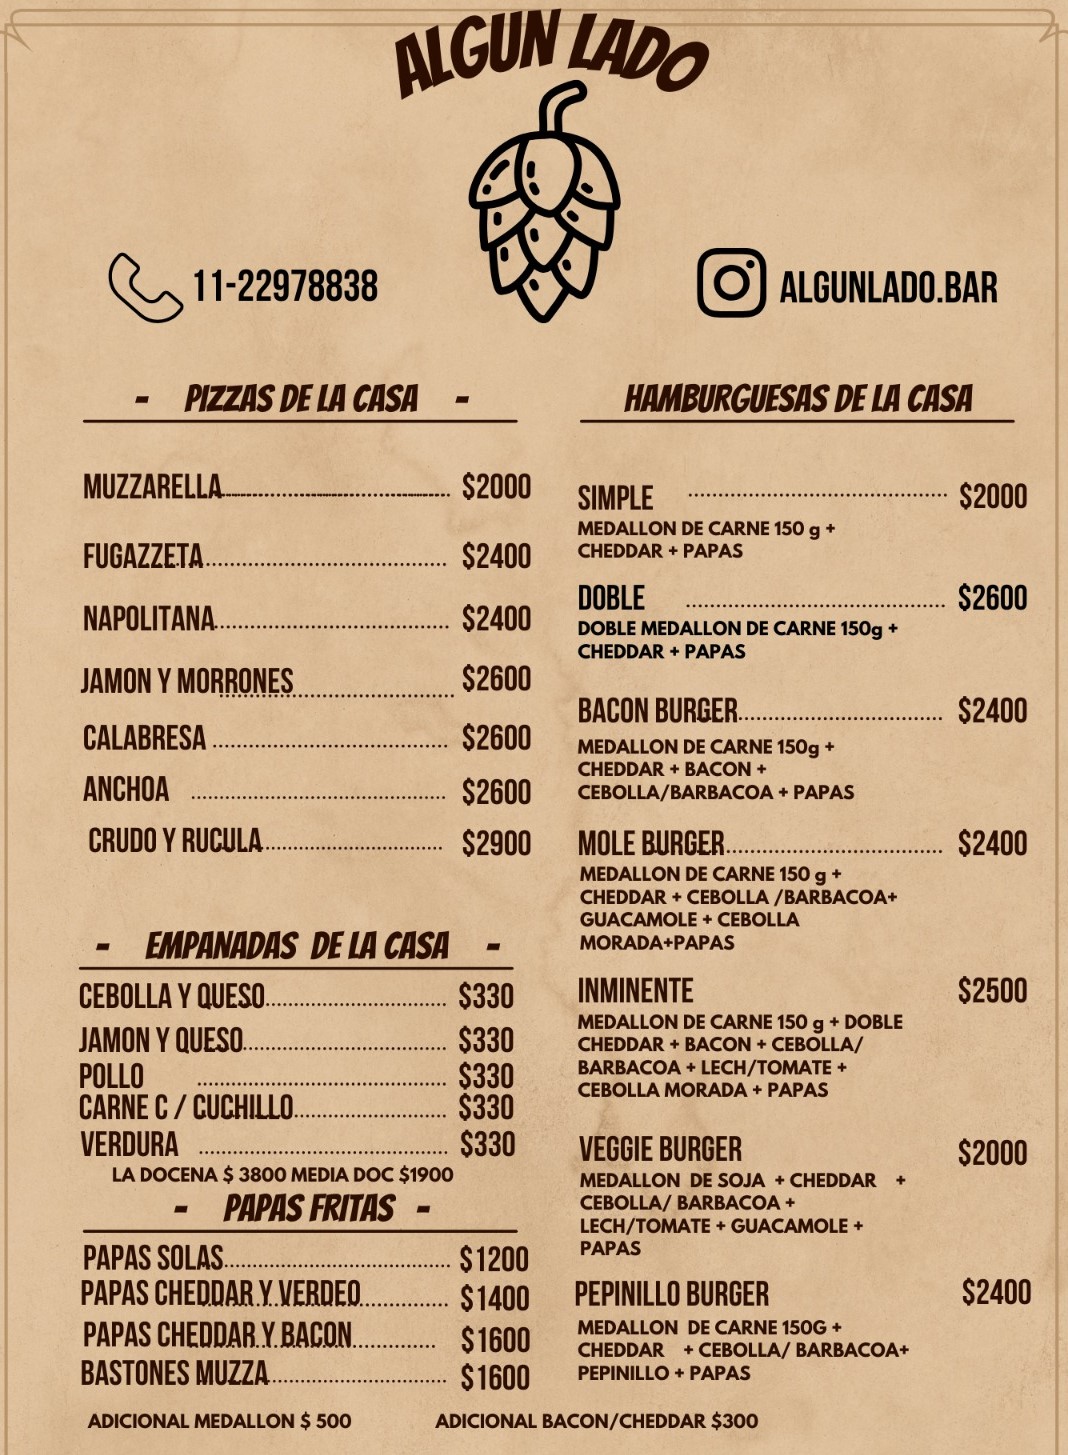 ALGUN LADO
11-22978838
ALGUNLADO.BAR
- PIZZAS DE LA CASA -
MUZZARELLA $2000
FUGAZZETA $2400
NAPOLITANA $2400
JAMON Y MORRONES $2600
CALABRESA $2600
ANCHOA $2600
CRUDO Y RUCULA $2900
- EMPANADAS DE LA CASA -
CEBOLLA Y QUESO $330
JAMON Y QUESO $330
POLLO $330
CARNE C / CUCHILLO $330
VERDURA $330
LA DOCENA $ 3800 MEDIA DOC $1900
- PAPAS FRITAS -
PAPAS SOLAS $1200
PAPAS CHEDDAR Y VERDEO $1400
PAPAS CHEDDAR Y BACON $1600
BASTONES MUZZA $1600
HAMBURGUESAS DE LA CASA
SIMPLE $2000
MEDALLON DE CARNE 150 g +
CHEDDAR + PAPAS
DOBLE $2600
DOBLE MEDALLON DE CARNE 150g +
CHEDDAR + PAPAS
BACON BURGER $2400
MEDALLON DE CARNE 150g +
CHEDDAR + BACON +
CEBOLLA/BARBACOA + PAPAS
MOLE BURGER $2400
MEDALLON DE CARNE 150 g +
CHEDDAR + CEBOLLA /BARBACOA+
GUACAMOLE + CEBOLLA
MORADA+PAPAS
INMINENTE $2500
MEDALLON DE CARNE 150 g + DOBLE
CHEDDAR + BACON + CEBOLLA/
BARBACOA + LECH/TOMATE +
CEBOLLA MORADA + PAPAS
VEGGIE BURGER $2000
MEDALLON DE SOJA + CHEDDAR +
CEBOLLA/ BARBACOA +
LECH/TOMATE + GUACAMOLE +
PAPAS
PEPINILLO BURGER $2400
MEDALLON DE CARNE 150G +
CHEDDAR + CEBOLLA/ BARBACOA+
PEPINILLO + PAPAS
ADICIONAL MEDALLON $ 500
ADICIONAL BACON/CHEDDAR $300